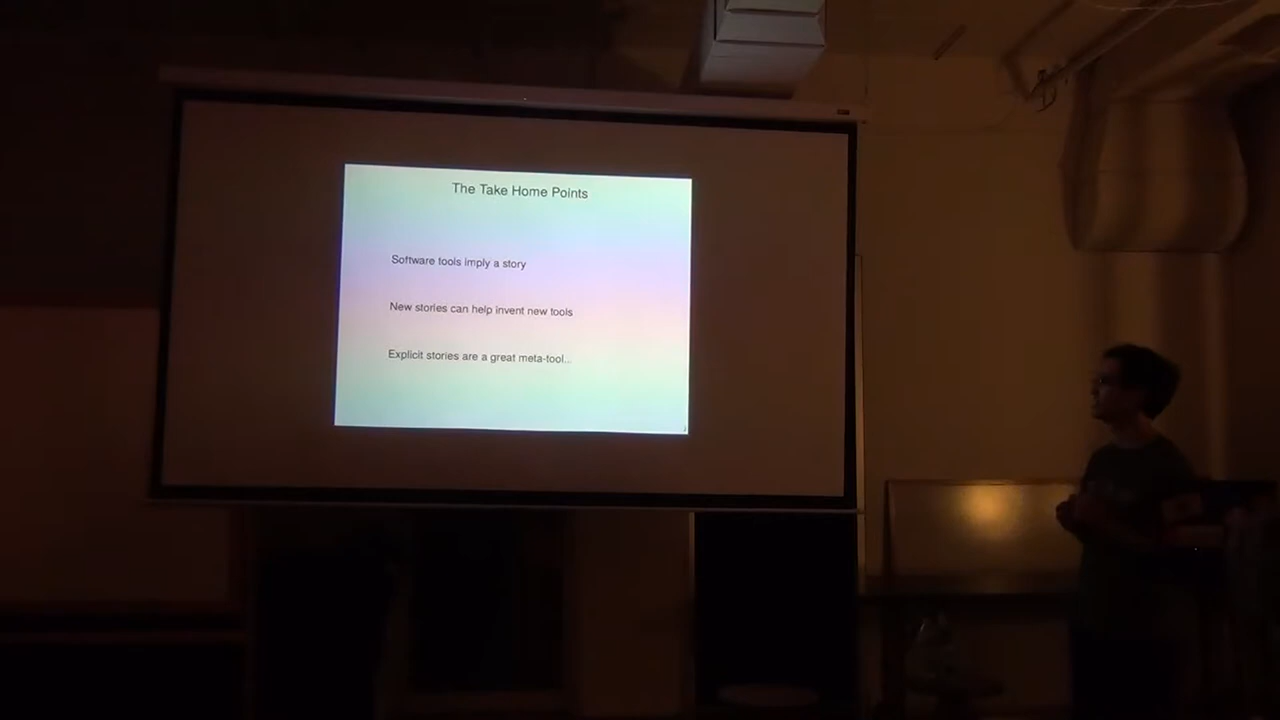 The Take Home Points
Software tools imply a story
New stories can help invent new tools
Explicit stories are a great meta-tool...